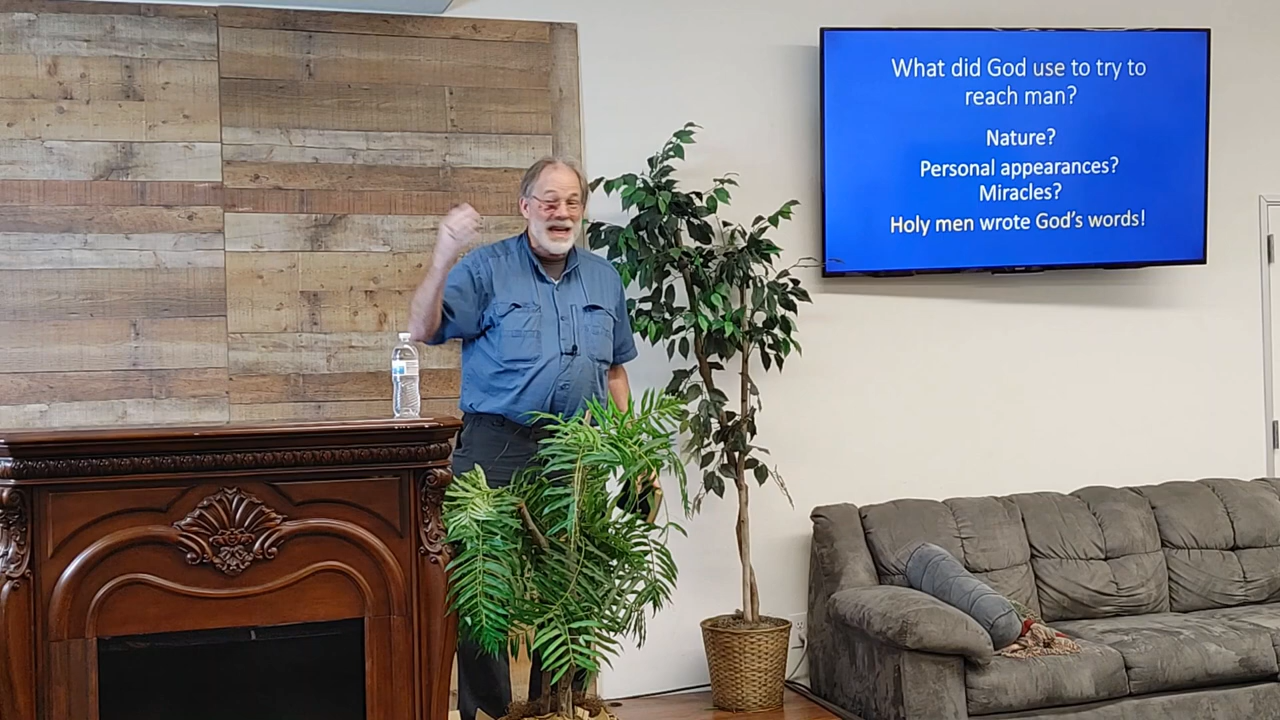 What did God use to try to
reach man?
Nature?
Personal appearances?
Miracles?
Holy men wrote God's words!